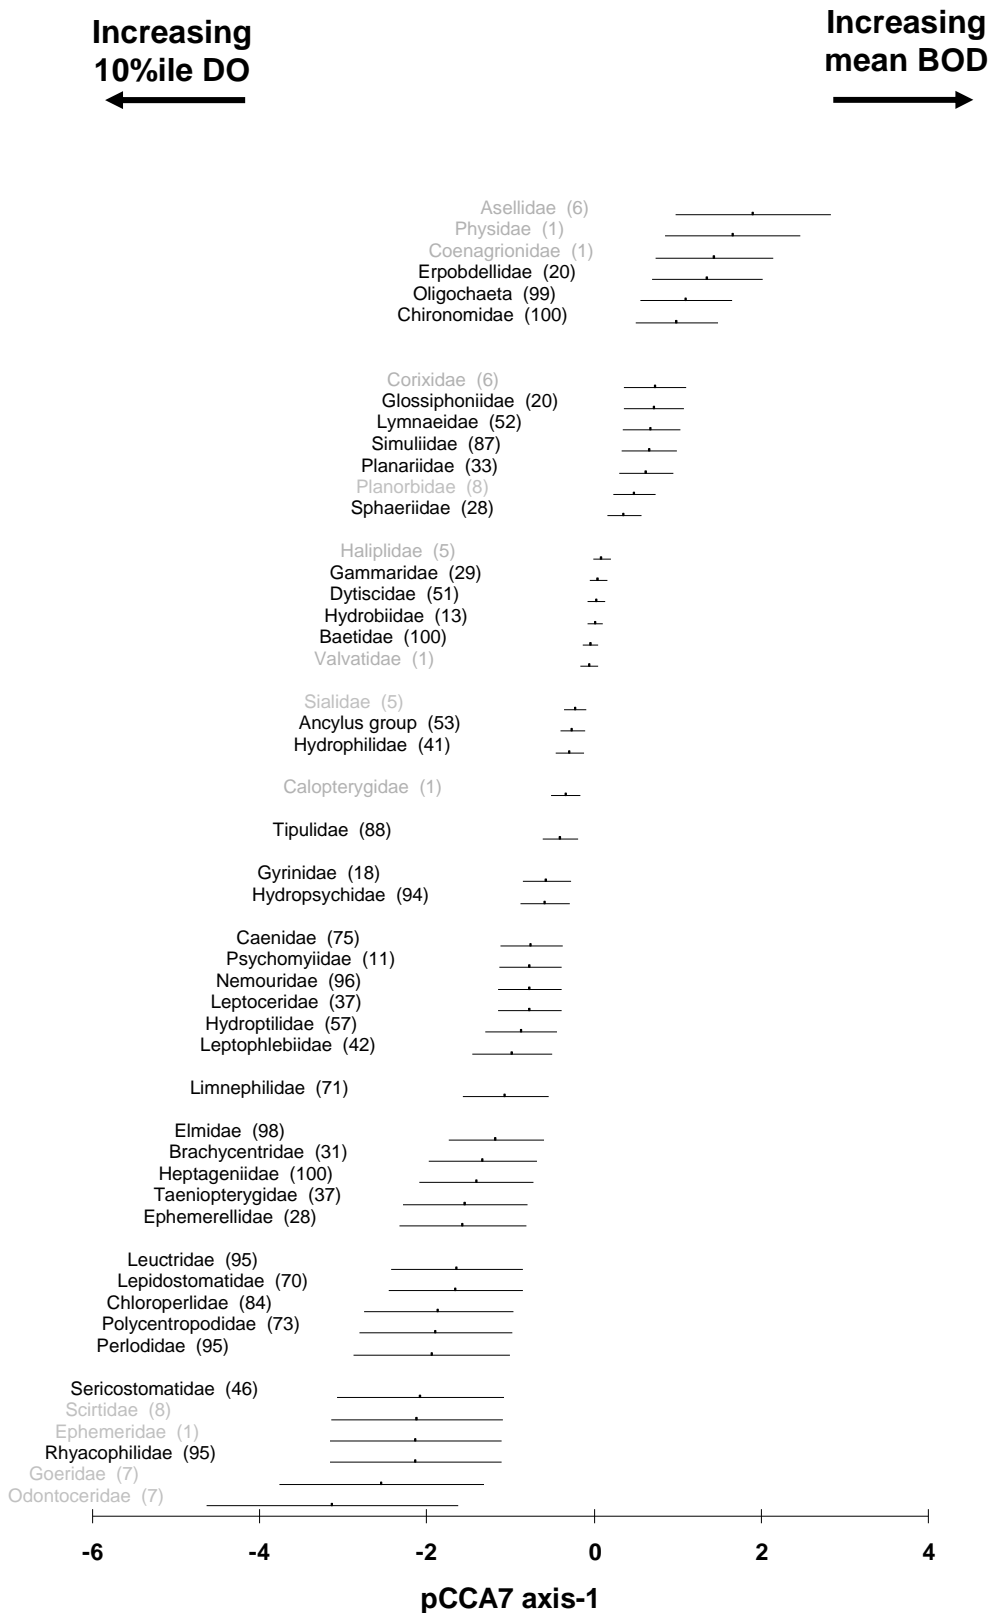 Increasing
10%ile DO
Increasing
mean BOD
Asellidae (6)
Physidae (1)
Coenagrionidae (1)
Erpobdellidae (20)
Oligochaeta (99)
Chironomidae (100)
Corixidae (6)
Glossiphoniidae (20)
Lymnaeidae (52)
Simuliidae (87)
Planariidae (33)
Planorbidae (8)
Sphaeriidae (28)
Haliplidae (5)
Gammaridae (29)
Dytiscidae (51)
Hydrobiidae (13)
Baetidae (100)
Valvatidae (1)
Sialidae (5)
Ancylus group (53)
Hydrophilidae (41)
Calopterygidae (1)
Tipulidae (88)
Gyrinidae (18)
Hydropsychidae (94)
Caenidae (75)
Psychomyiidae (11)
Nemouridae (96)
Leptoceridae (37)
Hydroptilidae (57)
Leptophlebiidae (42)
Limnephilidae (71)
Elmidae (98)
Brachycentridae (31)
Heptageniidae (100)
Taeniopterygidae (37)
Ephemerellidae (28)
Leuctridae (95)
Lepidostomatidae (70)
Chloroperlidae (84)
Polycentropodidae (73)
Perlodidae (95)
Sericostomatidae (46)
Scirtidae (8)
Ephemeridae (1)
Rhyacophilidae (95)
Goeridae (7)
Odontoceridae (7)
-6 -4 -2 0 2 4
pCCA7 axis-1